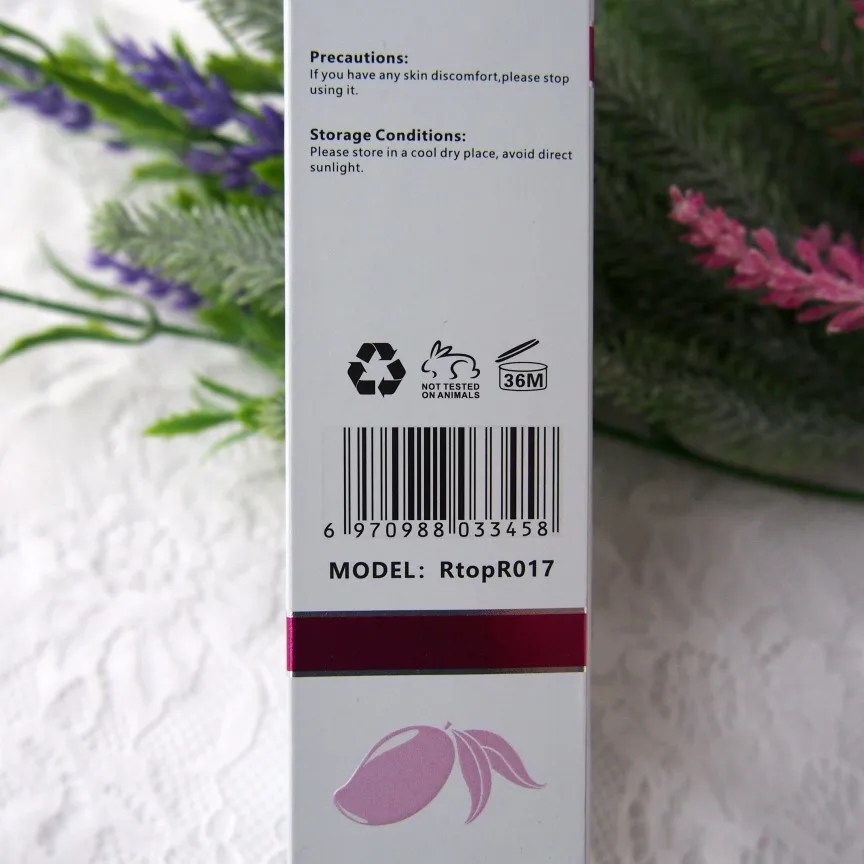 Precautions:
If you have any skin discomfort,please stop
using it.
Storage Conditions:
Please store in a cool dry place, avoid direct
sunlight.
NOT TESTED
ON ANIMALS
36M
6 970988 033458
MODEL: RtopR017